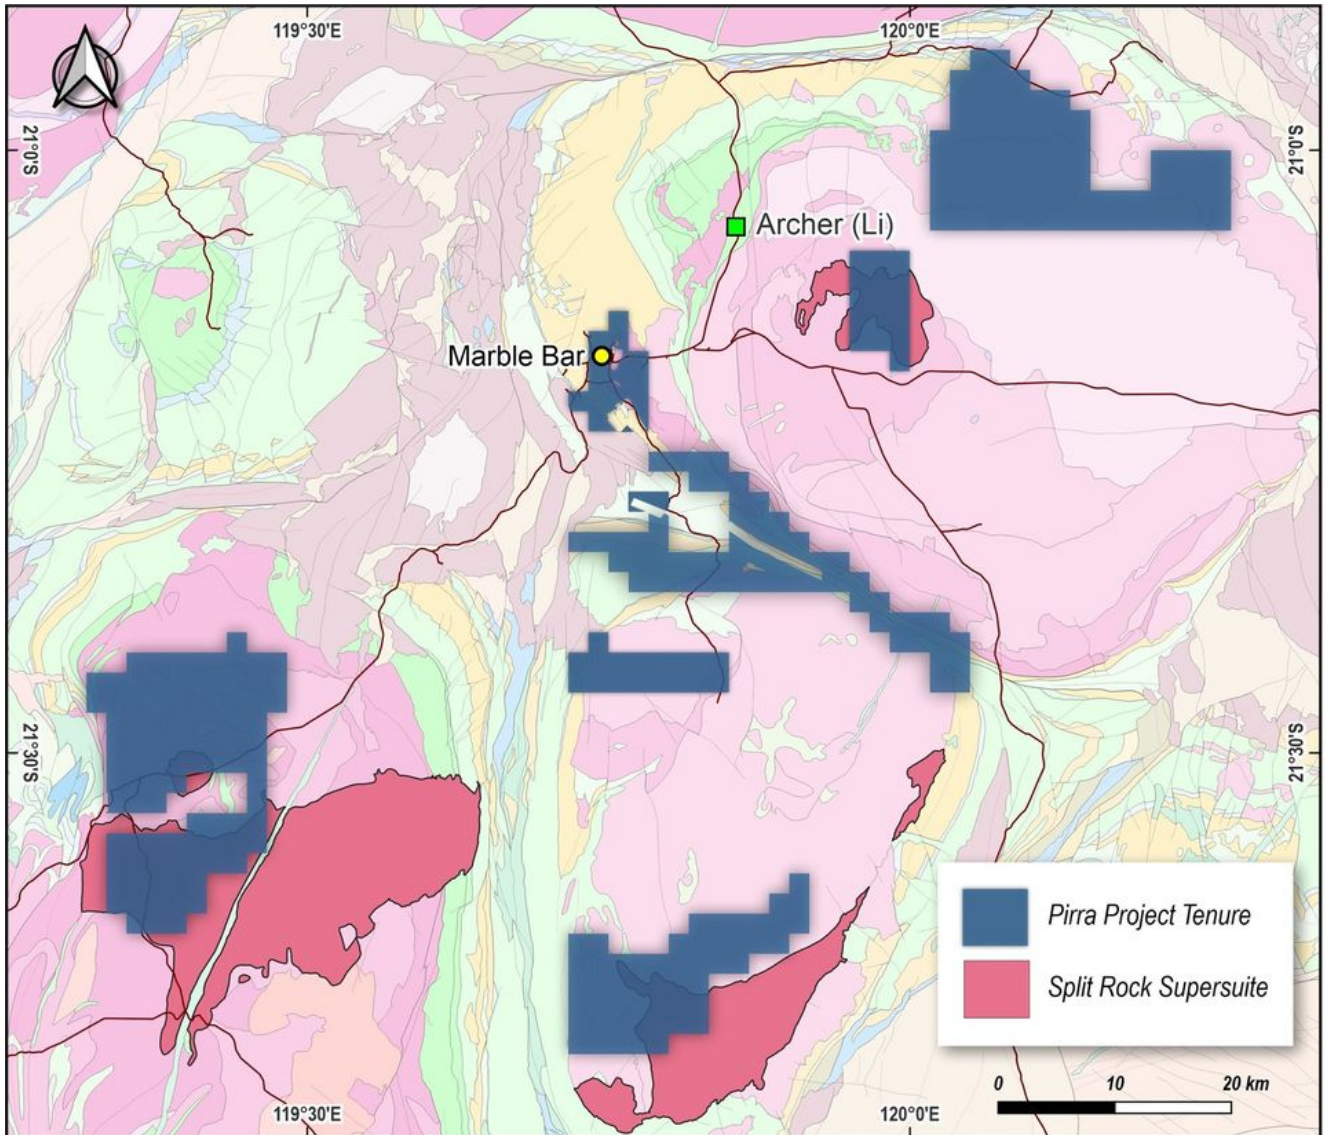 119°30'E
120°0'E
21°0'S
21°0'S
Archer (Li)
Marble Bar
21°30'S
21°30'S
Pirra Project Tenure
Split Rock Supersuite
0 10 20 km
119°30'E
120°0'E